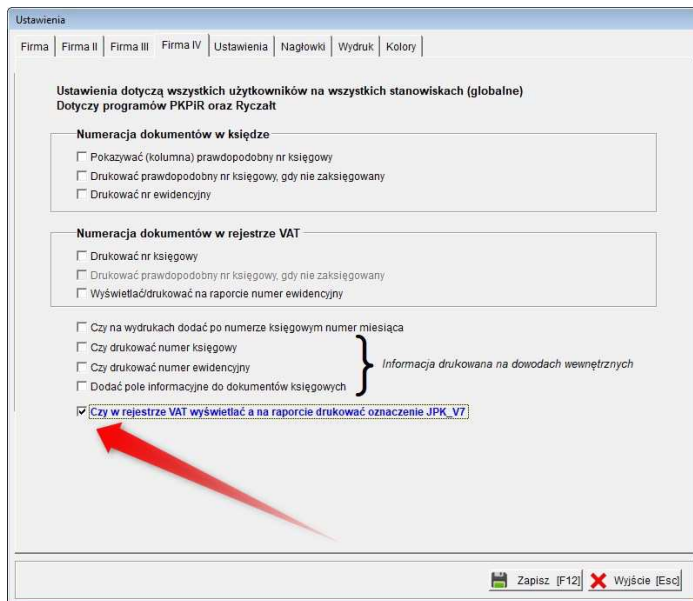 Ustawienia
Firma Firma II Firma III Firma IV Ustawienia Nagłowki Wydruk Kolory
Ustawienia dotyczą wszystkich użytkowników na wszystkich stanowiskach (globalne)
Dotyczy programów PKPiR oraz Ryczałt
Numeracja dokumentów w księdze
Pokazywać (kolumna) prawdopodobny nr księgowy
Drukować prawdopodobny nr księgowy, gdy nie zaksięgowany
Drukować nr ewidencyjny
Numeracja dokumentów w rejestrze VAT
Drukować nr księgowy
Drukować prawdopodobny nr księgowy, gdy nie zaksięgowany
Wyświetlać/drukować na raporcie numer ewidencyjny
Czy na wydrukach dodać po numerze księgowym numer miesiąca
Czy drukować numer księgowy
Czy drukować numer ewidencyjny
Dodać pole informacyjne do dokumentów księgowych
Informacja drukowana na dowodach wewnętrznych
Czy w rejestrze VAT wyświetlać a na raporcie drukować oznaczenie JPK_V7
Zapisz [F12] Wyjście [Esc]